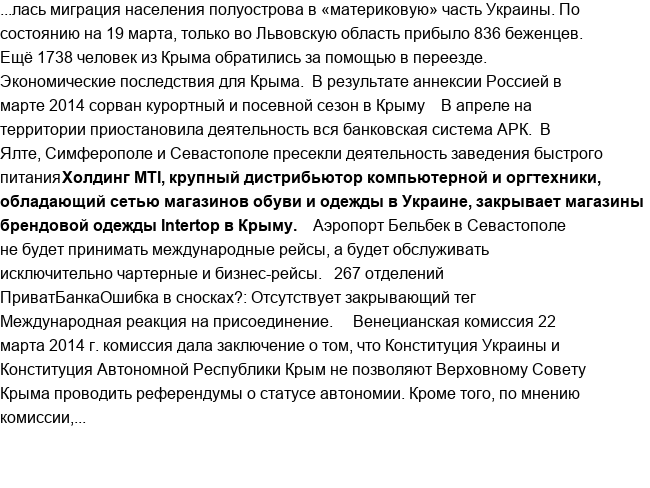 ...лась миграция населения полуострова в «материковую» часть Украины. По
состоянию на 19 марта, только во Львовскую область прибыло 836 беженцев.
Ещё 1738 человек из Крыма обратились за помощью в переезде.
Экономические последствия для Крыма. В результате аннексии Россией в
марте 2014 сорван курортный и посевной сезон в Крыму В апреле на
территории приостановила деятельность вся банковская система АРК. В
Ялте, Симферополе и Севастополе пресекли деятельность заведения быстрого
питанияХолдинг MTI, крупный дистрибьютор компьютерной и оргтехники,
обладающий сетью магазинов обуви и одежды в Украине, закрывает магазины
брендовой одежды Intertop в Крыму. Аэропорт Бельбек в Севастополе
не будет принимать международные рейсы, а будет обслуживать
исключительно чартерные и бизнес-рейсы. 267 отделений
ПриватБанкаОшибка в сносках?: Отсутствует закрывающий тег
Международная реакция на присоединение. Венецианская комиссия 22
марта 2014 г. комиссия дала заключение о том, что Конституция Украины и
Конституция Автономной Республики Крым не позволяют Верховному Совету
Крыма проводить референдумы о статусе автономии. Кроме того, по мнению
комиссии,...